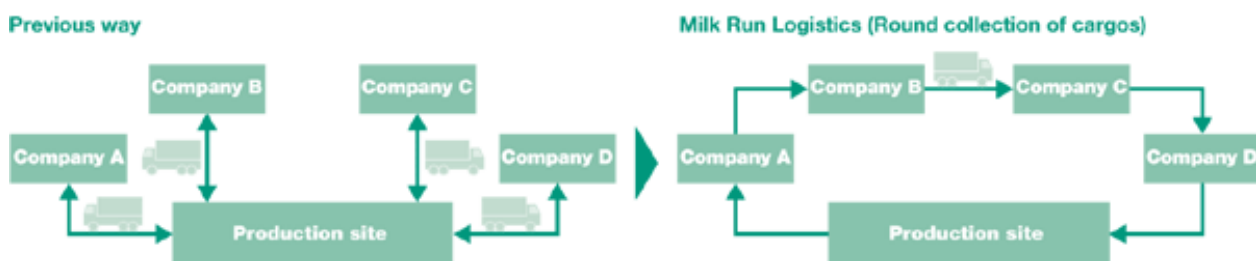 Previous way
Company B
Company C
Company A
Company D
Production site
Milk Run Logistics (Round collection of cargos)
Company B
Company C
Company A
Company D
Production site